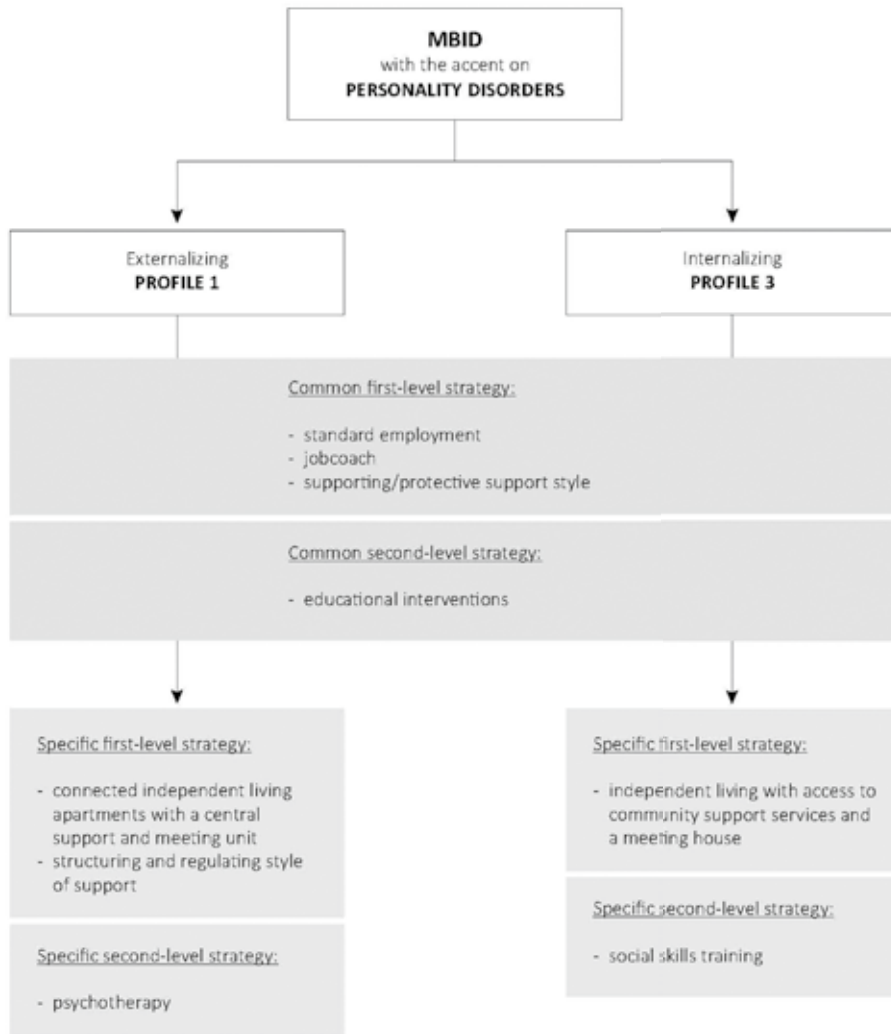 MBID
with the accent on
PERSONALITY DISORDERS
Externalizing
PROFILE 1
Internalizing
PROFILE 3
Common first-level strategy:
- standard employment
- jobcoach
- supporting/protective support style
Common second-level strategy:
- educational interventions
Specific first-level strategy:
- connected independent living
apartments with a central
support and meeting unit
- structuring and regulating style
of support
Specific second-level strategy:
- psychotherapy
Specific first-level strategy:
- independent living with access to
community support services and
a meeting house
Specific second-level strategy:
- social skills training